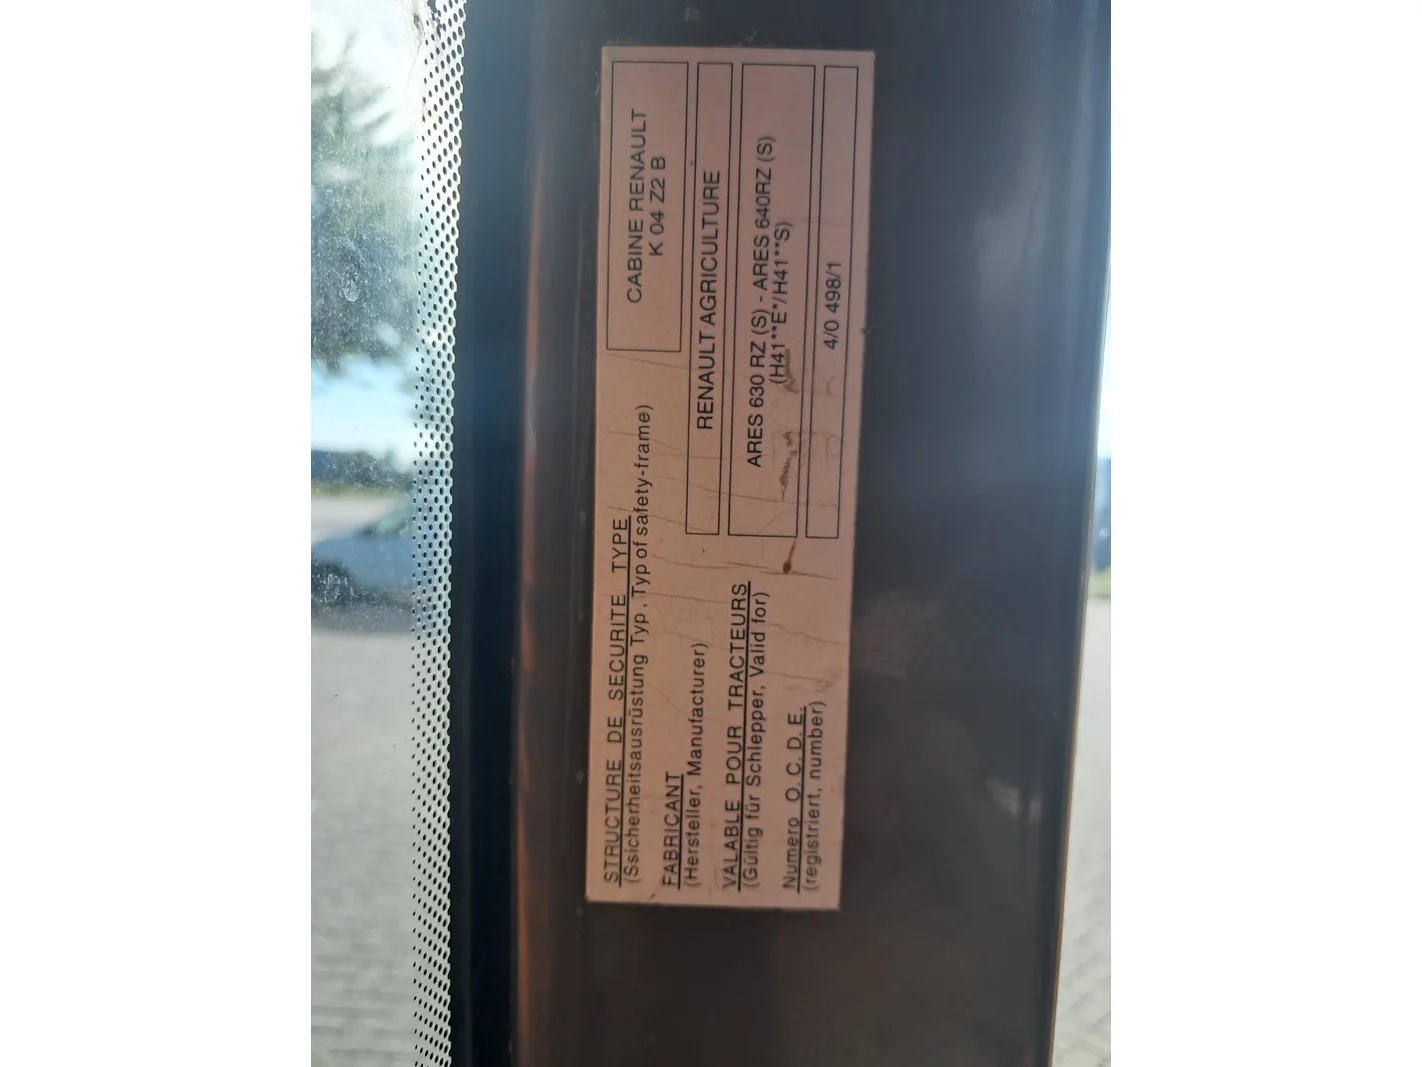 STRUCTURE DE SECURITE TYPE
(Ssicherheitsausrüstung Typ, Typ of safety-frame)
CABINE RENAULT
K 04 Z2 B
FABRICANT
(Hersteller, Manufacturer)
RENAULT AGRICULTURE
VALABLE POUR TRACTEURS
(Gültig für Schlepper, Valid for)
ARES 630 RZ (S) - ARES 640RZ (S)
(H41**E*/H41**S)
Numero O.C.D.E.
(registriert, number)
4/0 498/1